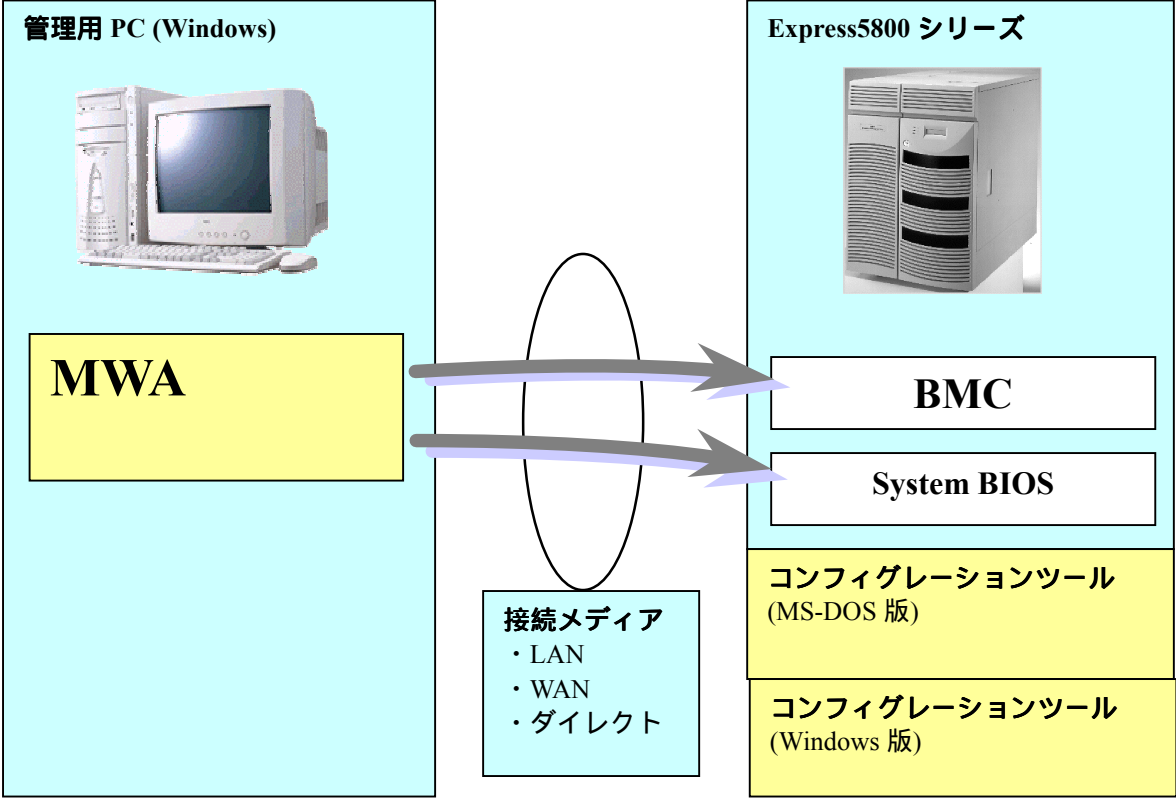 管理用 PC (Windows)
MWA
接続メディア
・LAN
・WAN
・ダイレクト
Express5800 シリーズ
BMC
System BIOS
コンフィグレーションツール
(MS-DOS 版)
コンフィグレーションツール
(Windows 版)